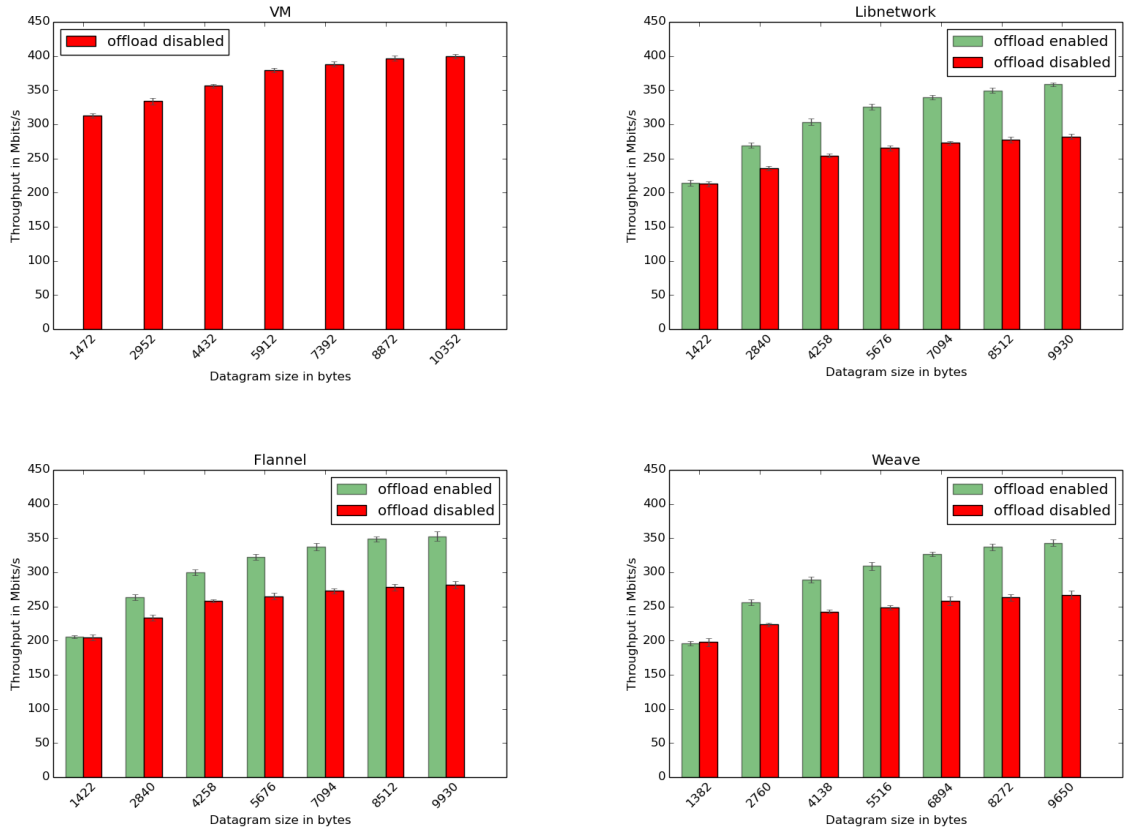 VM
450
400
350
300
250
200
150
100
50
0
Throughput in Mbits/s
offload disabled
1472 2952 4432 5912 7392 8872 10352
Datagram size in bytes
Libnetwork
450
400
350
300
250
200
150
100
50
0
Throughput in Mbits/s
offload enabled
offload disabled
1422 2840 4258 5676 7094 8512 9930
Datagram size in bytes
Flannel
450
400
350
300
250
200
150
100
50
0
Throughput in Mbits/s
offload enabled
offload disabled
1422 2840 4258 5676 7094 8512 9930
Datagram size in bytes
Weave
450
400
350
300
250
200
150
100
50
0
Throughput in Mbits/s
offload enabled
offload disabled
1382 2760 4138 5516 6894 8272 9650
Datagram size in bytes